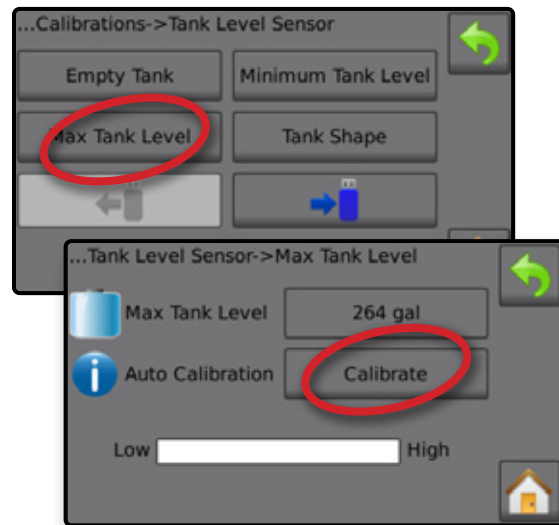 ...Calibrations->Tank Level Sensor
Empty Tank Minimum Tank Level
Max Tank Level Tank Shape
...Tank Level Sensor->Max Tank Level
Max Tank Level 264 gal
Auto Calibration Calibrate
Low High